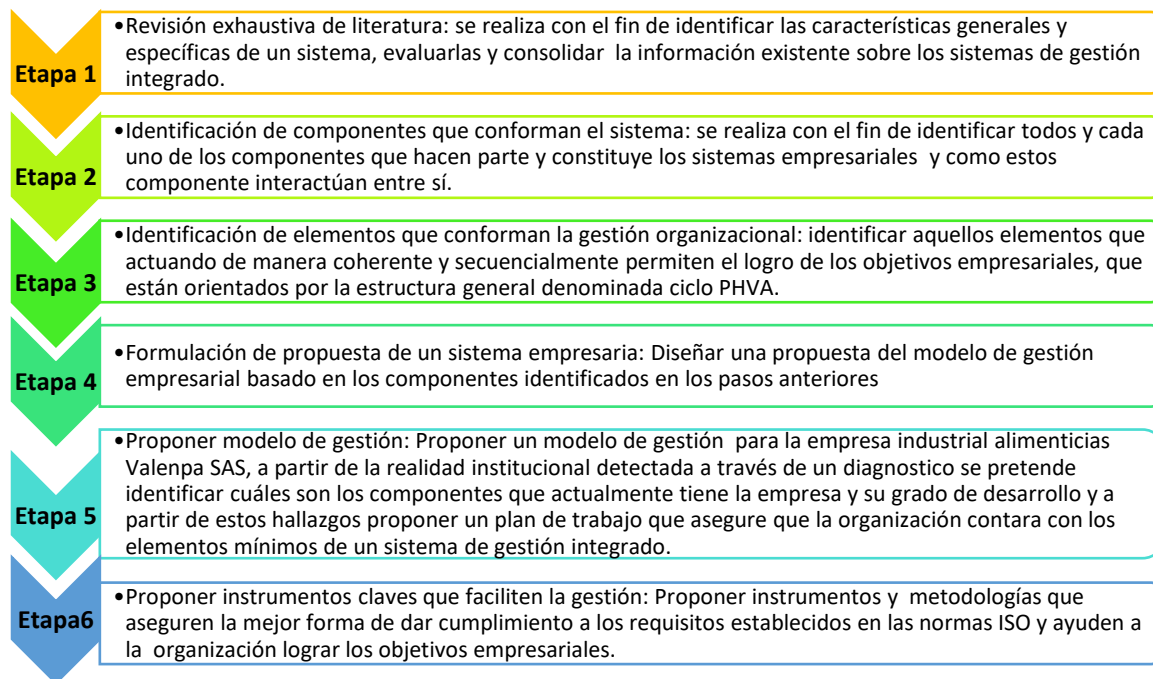 Etapa 1
•Revisión exhaustiva de literatura: se realiza con el fin de identificar las características generales y
específicas de un sistema, evaluarlas y consolidar la información existente sobre los sistemas de gestión
integrado.
Etapa 2
•Identificación de componentes que conforman el sistema: se realiza con el fin de identificar todos y cada
uno de los componentes que hacen parte y constituye los sistemas empresariales y como estos
componente interactúan entre sí.
Etapa 3
•Identificación de elementos que conforman la gestión organizacional: identificar aquellos elementos que
actuando de manera coherente y secuencialmente permiten el logro de los objetivos empresariales, que
están orientados por la estructura general denominada ciclo PHVA.
Etapa 4
•Formulación de propuesta de un sistema empresaria: Diseñar una propuesta del modelo de gestión
empresarial basado en los componentes identificados en los pasos anteriores
Etapa 5
•Proponer modelo de gestión: Proponer un modelo de gestión para la empresa industrial alimenticias
Valenpa SAS, a partir de la realidad institucional detectada a través de un diagnostico se pretende
identificar cuáles son los componentes que actualmente tiene la empresa y su grado de desarrollo y a
partir de estos hallazgos proponer un plan de trabajo que asegure que la organización contara con los
elementos mínimos de un sistema de gestión integrado.
Etapa6
•Proponer instrumentos claves que faciliten la gestión: Proponer instrumentos y metodologías que
aseguren la mejor forma de dar cumplimiento a los requisitos establecidos en las normas ISO y ayuden a
la organización lograr los objetivos empresariales.